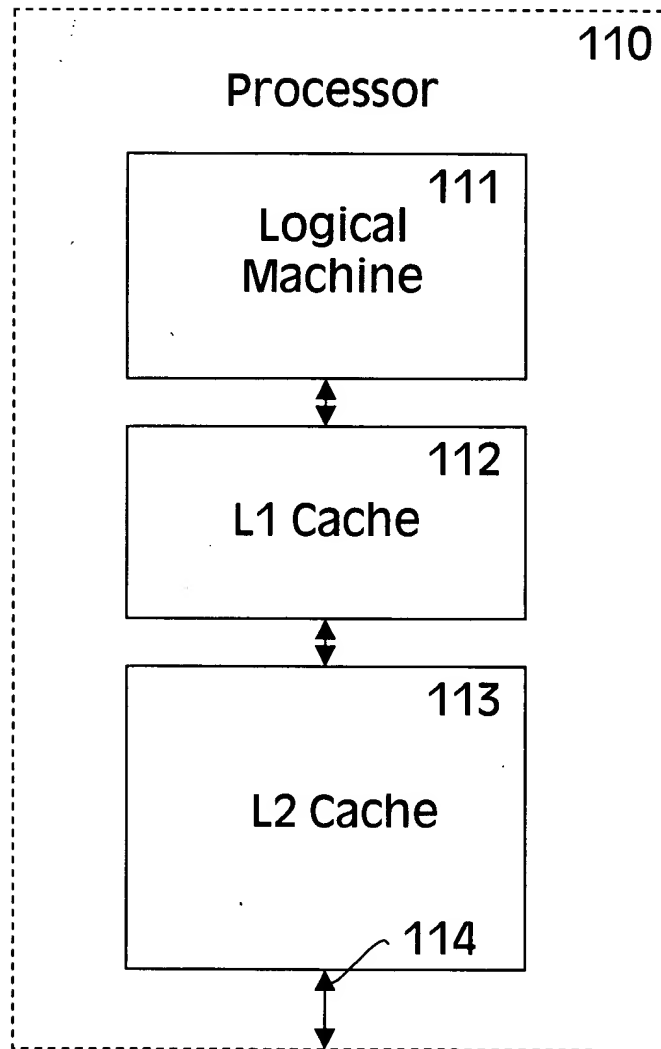 110
Processor
111
Logical
Machine
112
L1 Cache
113
L2 Cache
114